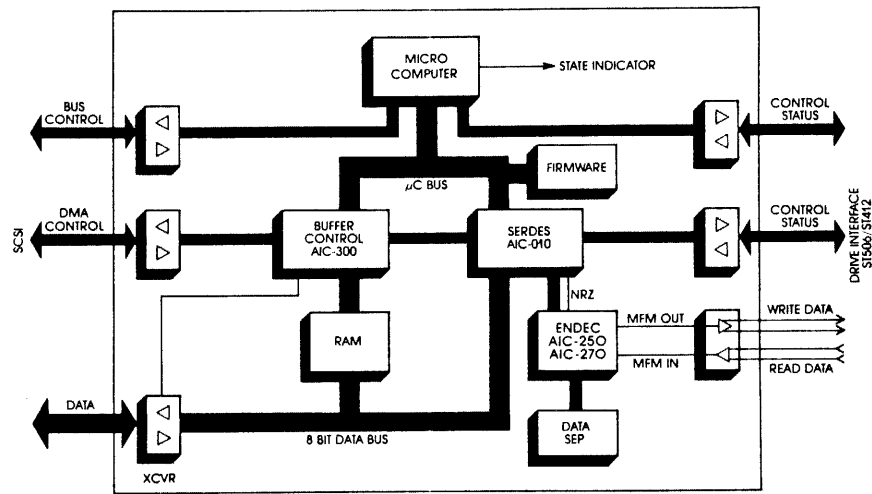 MICRO
COMPUTER
STATE INDICATOR
BUS
CONTROL
CONTROL
STATUS
FIRMWARE
µC BUS
SCSI
DMA
CONTROL
BUFFER
CONTROL
AIC-300
SERDES
AIC-010
CONTROL
STATUS
DRIVE INTERFACE
ST506/ST412
NRZ
RAM
ENDEC
AIC-250
AIC-270
MFM OUT
MFM IN
WRITE DATA
READ DATA
DATA
8 BIT DATA BUS
DATA
SEP
XCVR